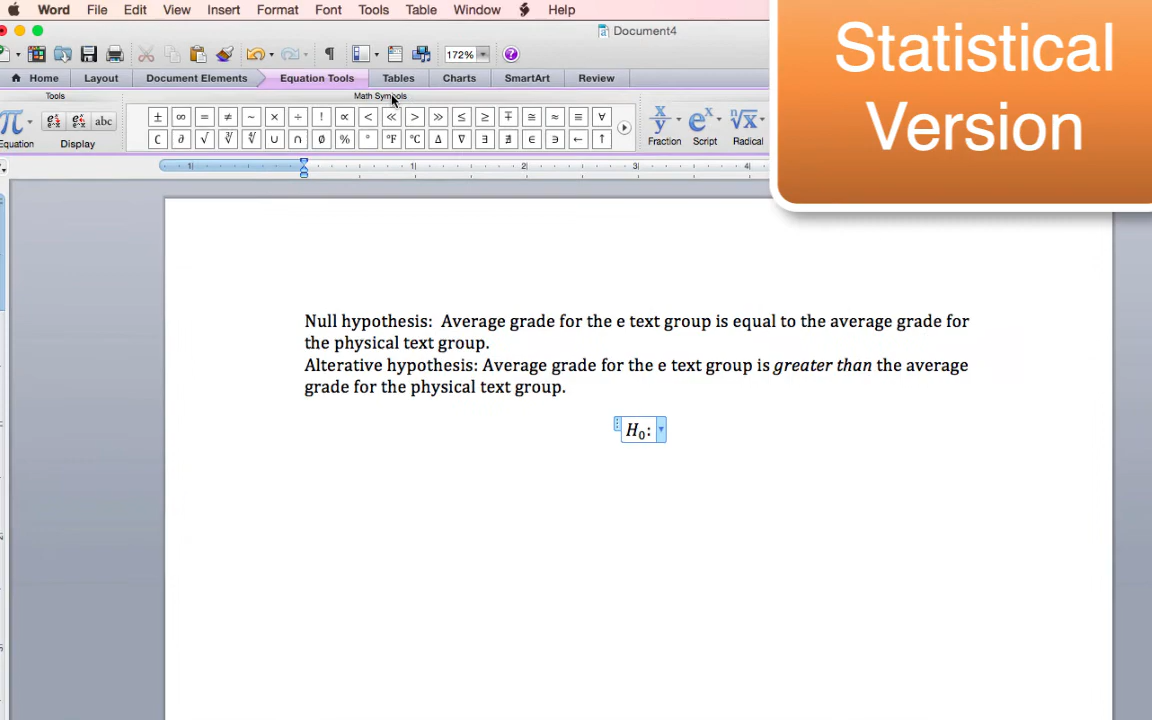 Word File Edit View Insert Format Font Tools Table Window Help
Document4
172%
Home Layout Document Elements Equation Tools Tables Charts SmartArt Review
Tools Math Symbols
± ∞ = ≠ ~ × ÷ ! ∝ < ≪ > ≫ ≤ ≥ ∓ ≅ ≈ ≡ ∀
abc
∁ ∂ √ ∛ ∜ ∪ ∩ ∅ % ° °F °C ∆ ∇ ∃ ∄ ∈ ∋ ← ↑
Equation Display Fraction Script Radical
Statistical
Version
Null hypothesis: Average grade for the e text group is equal to the average grade for
the physical text group.
Alterative hypothesis: Average grade for the e text group is greater than the average
grade for the physical text group.
H₀: